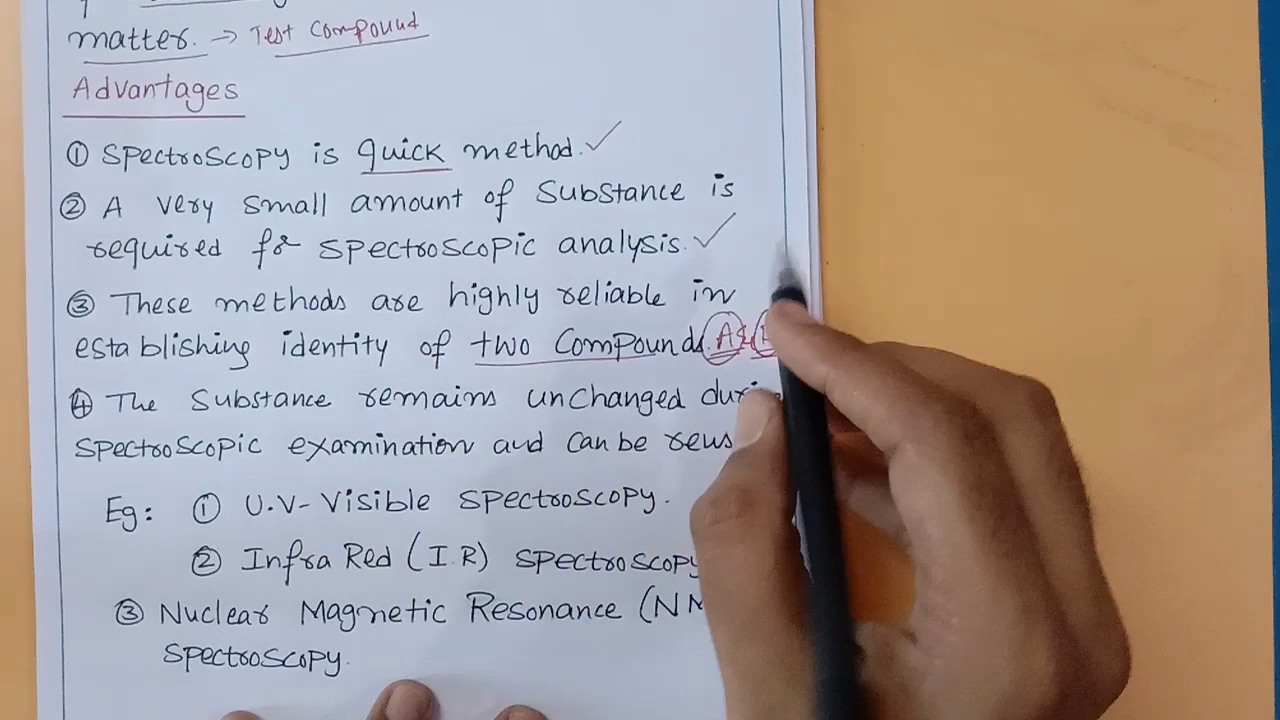 matter. → Test Compound
Advantages
① Spectroscopy is quick method. ✓
② A very small amount of Substance is
required for spectroscopic analysis. ✓
③ These methods are highly reliable in
establishing identity of two Compounds. A &
④ The Substance remains unchanged
spectroscopic examination and can be
Eg: ① U.V-Visible spectroscopy.
② Infra Red (I.R) spectroscopy
③ Nuclear Magnetic Resonance
spectroscopy.